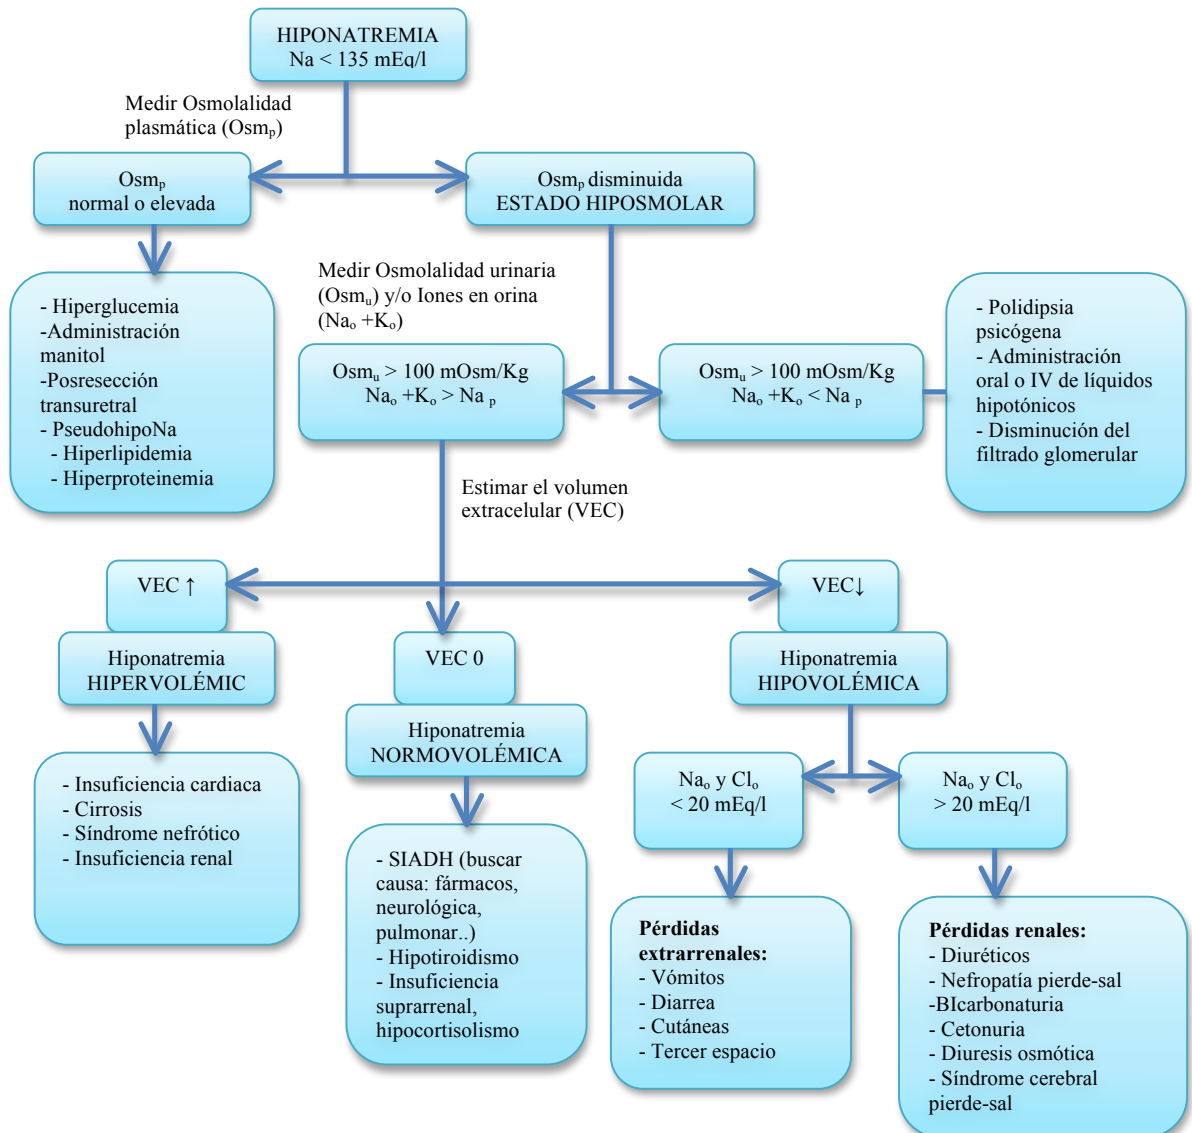 HIPONATREMIA
Na < 135 mEq/l
Medir Osmolalidad
plasmática (Osmₚ)
Osmₚ
normal o elevada
Osmₚ disminuida
ESTADO HIPOSMOLAR
- Hiperglucemia
-Administración
manitol
-Posresección
transuretral
- PseudohipoNa
- Hiperlipidemia
- Hiperproteinemia
Medir Osmolalidad urinaria
(Osmᵤ) y/o Iones en orina
(Naₒ +Kₒ)
Osmᵤ > 100 mOsm/Kg
Naₒ +Kₒ > Na ₚ
Osmᵤ > 100 mOsm/Kg
Naₒ +Kₒ < Na ₚ
- Polidipsia
psicógena
- Administración
oral o IV de líquidos
hipotónicos
- Disminución del
filtrado glomerular
Estimar el volumen
extracelular (VEC)
VEC ↑
Hiponatremia
HIPERVOLÉMIC
VEC 0
Hiponatremia
NORMOVOLÉMICA
VEC↓
Hiponatremia
HIPOVOLÉMICA
- Insuficiencia cardiaca
- Cirrosis
- Síndrome nefrótico
- Insuficiencia renal
- SIADH (buscar
causa: fármacos,
neurológica,
pulmonar..)
- Hipotiroidismo
- Insuficiencia
suprarrenal,
hipocortisolismo
Naₒ y Clₒ
< 20 mEq/l
Naₒ y Clₒ
> 20 mEq/l
Pérdidas
extrarrenales:
- Vómitos
- Diarrea
- Cutáneas
- Tercer espacio
Pérdidas renales:
- Diuréticos
- Nefropatía pierde-sal
-BIcarbonaturia
- Cetonuria
- Diuresis osmótica
- Síndrome cerebral
pierde-sal